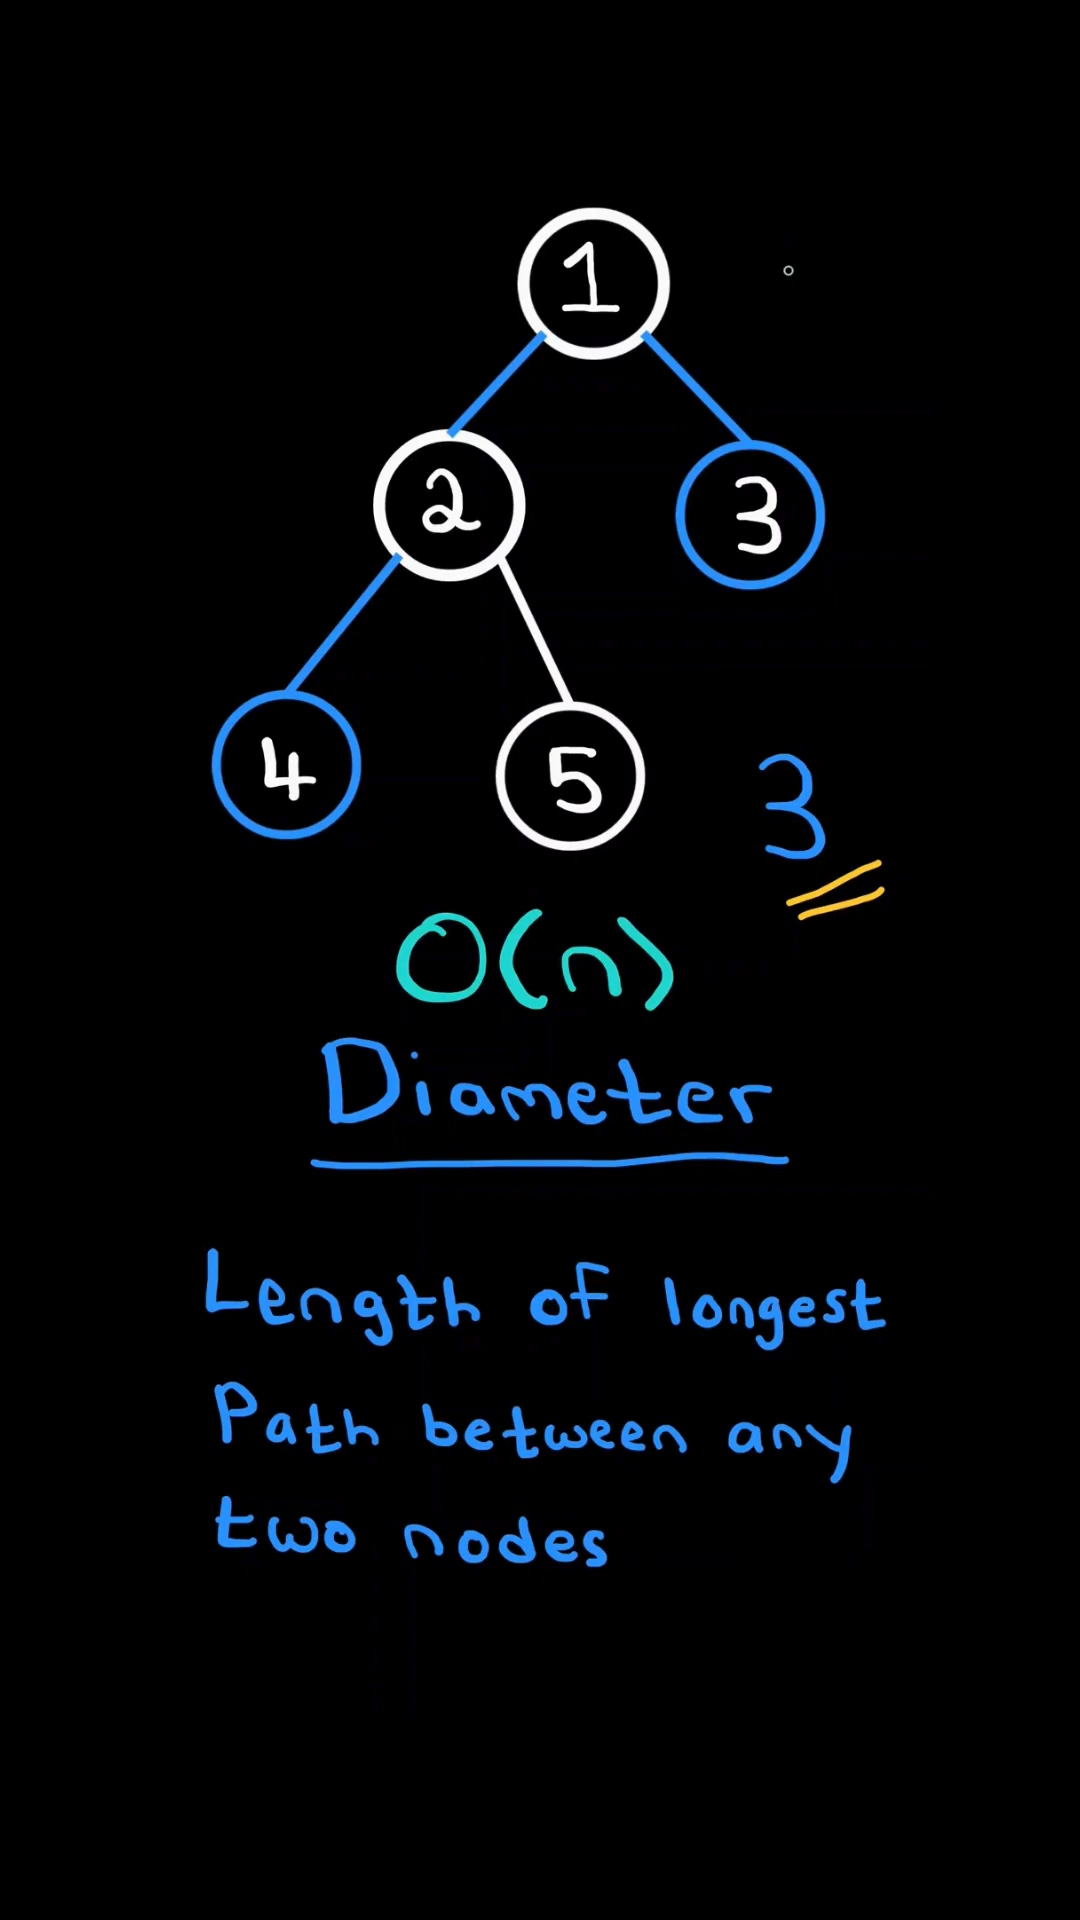 1
2
3
4
5
3
O(n)
Diameter
Length of longest
Path between any
two nodes